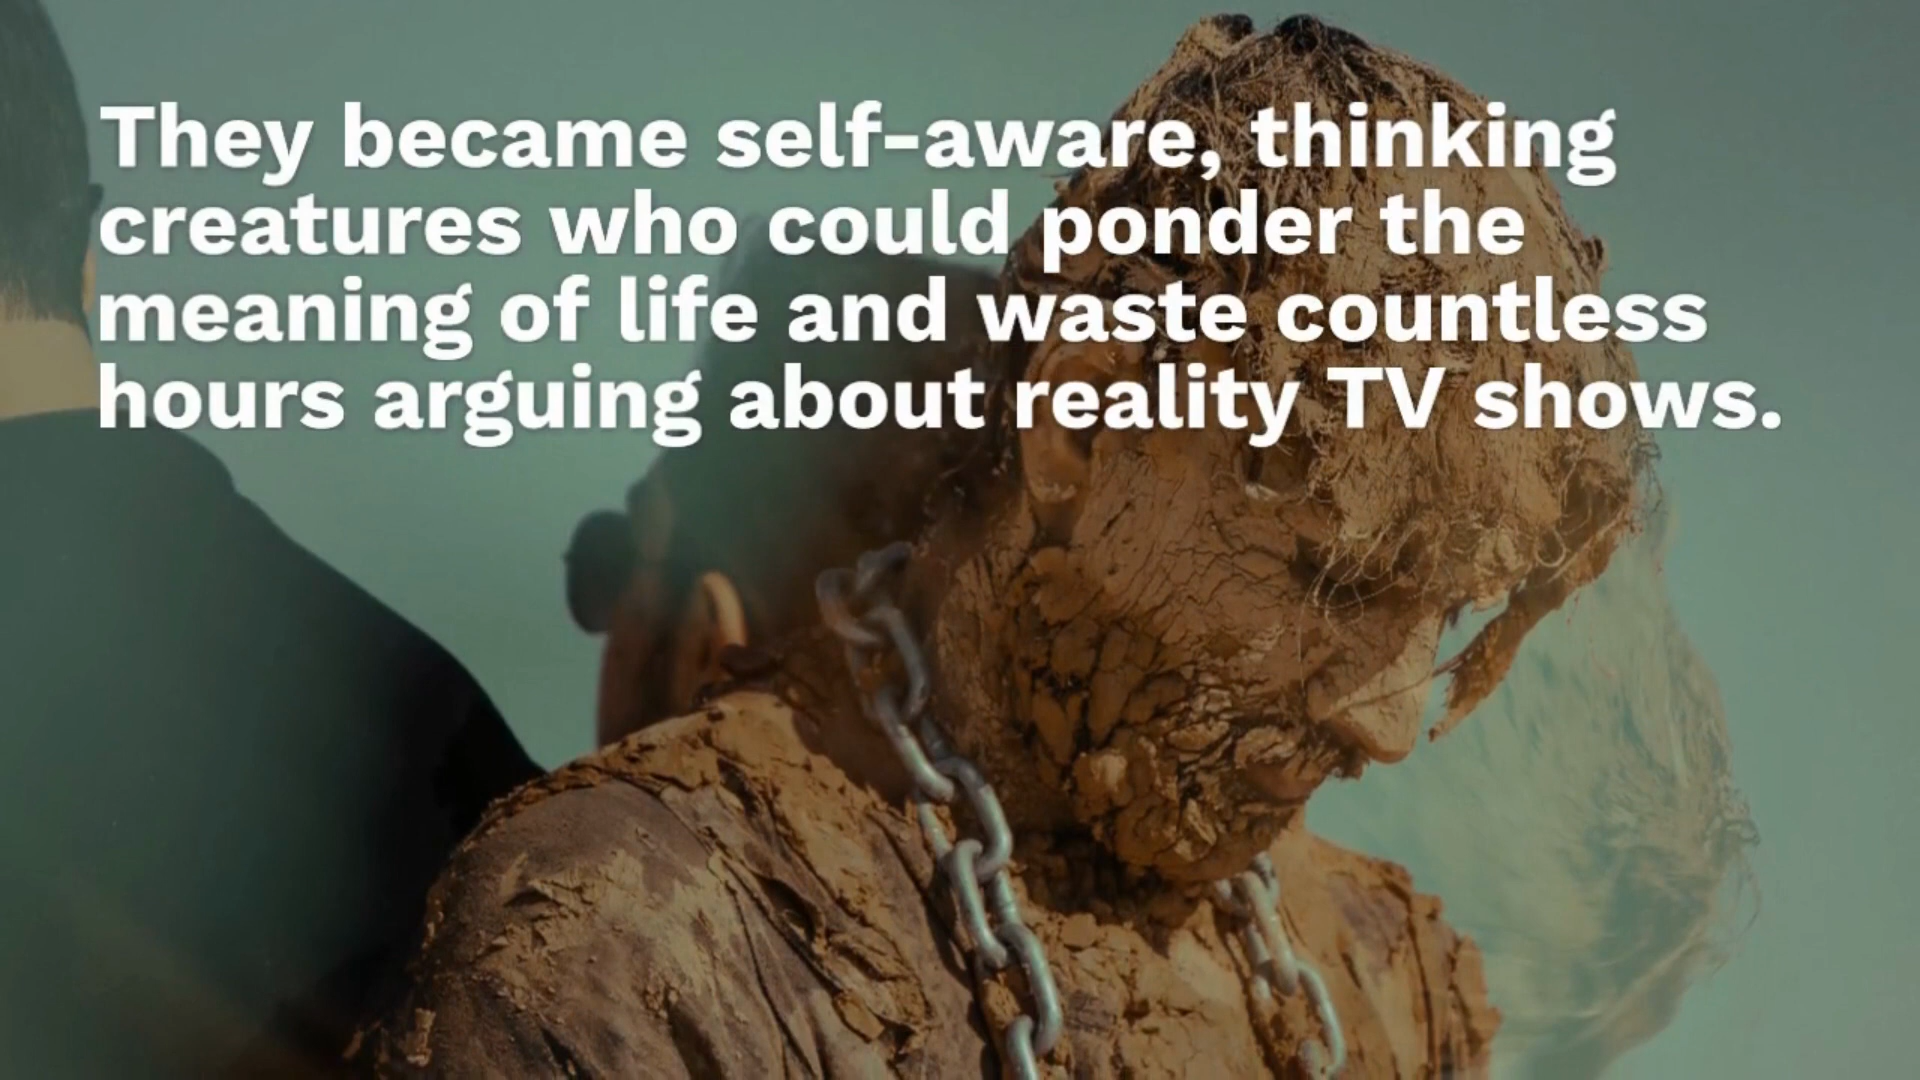 They became self-aware, thinking
creatures who could ponder the
meaning of life and waste countless
hours arguing about reality TV shows.